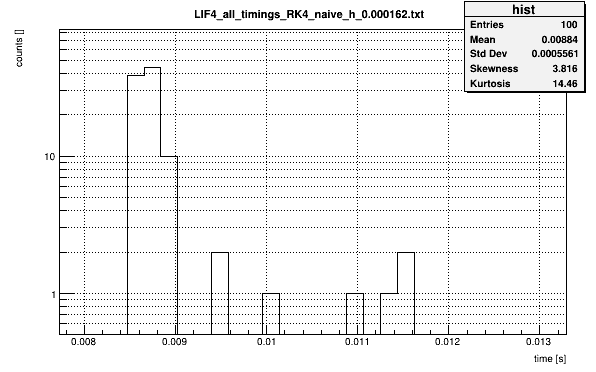 LIF4_all_timings_RK4_naive_h_0.000162.txt
hist
Entries 100
Mean 0.00884
Std Dev 0.0005561
Skewness 3.816
Kurtosis 14.46
counts []
10
1
0.008 0.009 0.01 0.011 0.012 0.013
time [s]